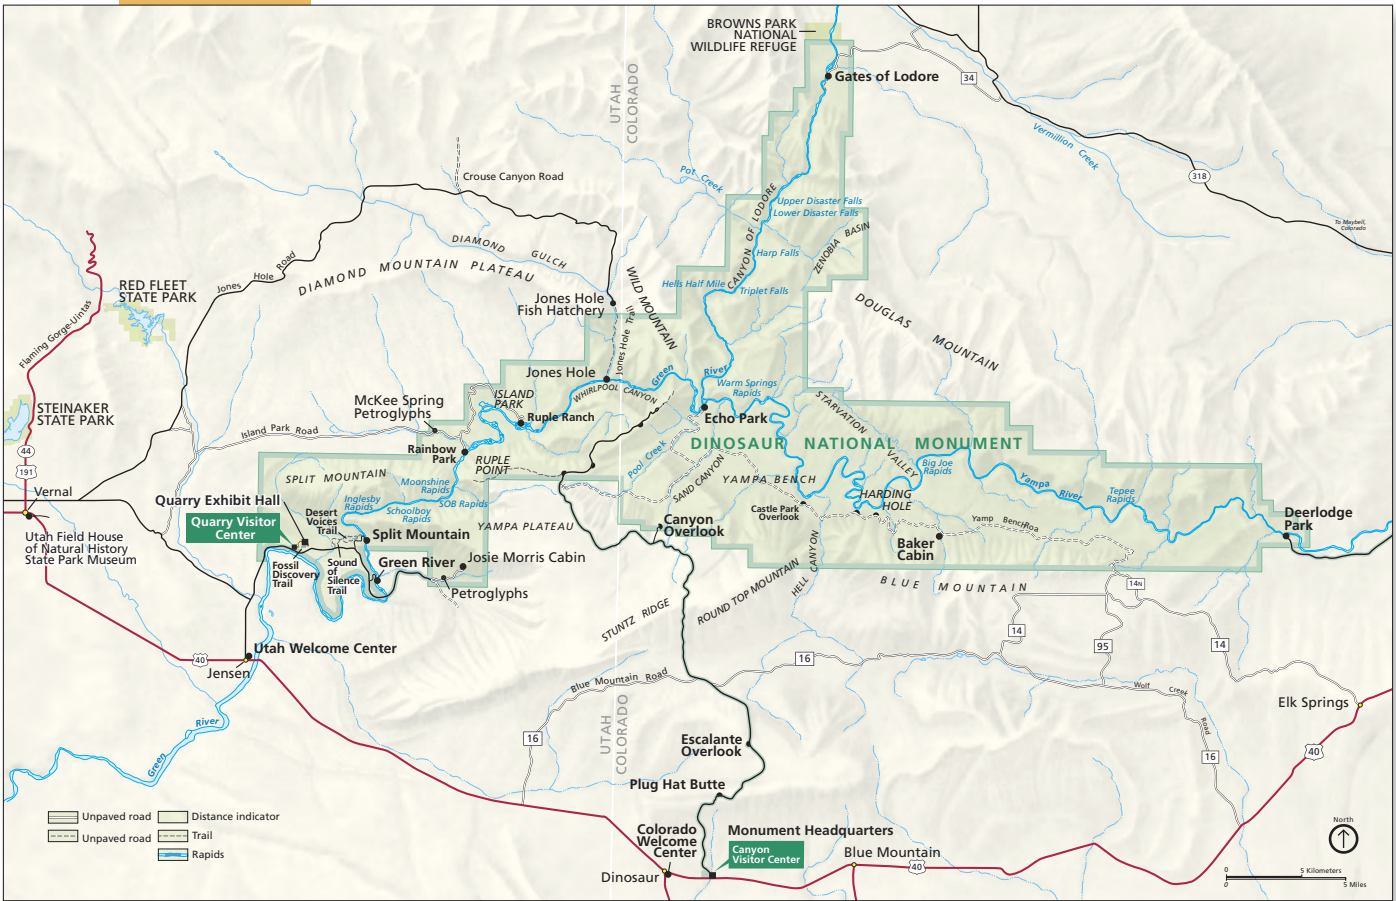 BROWNS PARK
NATIONAL
WILDLIFE REFUGE
Gates of Lodore
34
UTAH
COLORADO
Vermillion Creek
318
To Maybell,
Colorado
Crouse Canyon Road
Pot Creek
CANYON OF LODORE
Upper Disaster Falls
Lower Disaster Falls
ZENOBIA BASIN
Harp Falls
Hells Half Mile
Triplet Falls
DIAMOND GULCH
DIAMOND MOUNTAIN PLATEAU
Jones Hole Road
RED FLEET
STATE PARK
Flaming Gorge-Uintas
Jones Hole
Fish Hatchery
WILD MOUNTAIN
Jones Hole Trail
DOUGLAS MOUNTAIN
Jones Hole
Green River
WHIRLPOOL CANYON
Warm Springs
Rapids
STEINAKER
STATE PARK
McKee Spring
Petroglyphs
ISLAND
PARK
Ruple Ranch
Echo Park
STARVATION VALLEY
Island Park Road
DINOSAUR NATIONAL MONUMENT
44
191
Rainbow
Park
RUPLE
POINT
Pool Creek
SAND CANYON
YAMPA BENCH
Big Joe
Rapids
Yampa River
Tepee
Rapids
SPLIT MOUNTAIN
Moonshine
Rapids
SOB Rapids
Inglesby
Rapids
Schoolboy
Rapids
HARDING
HOLE
Castle Park
Overlook
Vernal
Quarry Exhibit Hall
Quarry Visitor
Center
Desert
Voices
Trail
Split Mountain
YAMPA PLATEAU
Canyon
Overlook
Yamp Bench Roa
Deerlodge
Park
Utah Field House
of Natural History
State Park Museum
Fossil
Discovery
Trail
Sound
of
Silence
Trail
Green River
Josie Morris Cabin
Petroglyphs
Baker
Cabin
HELL CANYON
ROUND TOP MOUNTAIN
BLUE MOUNTAIN
14N
STUNTZ RIDGE
14
95
14
Utah Welcome Center
40
Jensen
16
Blue Mountain Road
Wolf Creek Road
Elk Springs
Green River
UTAH
COLORADO
16
Escalante
Overlook
16
40
Plug Hat Butte
Unpaved road
Distance indicator
Unpaved road
Trail
Rapids
Colorado
Welcome
Center
Monument Headquarters
Canyon
Visitor Center
Dinosaur
Blue Mountain
40
North
0 5 Kilometers
0 5 Miles